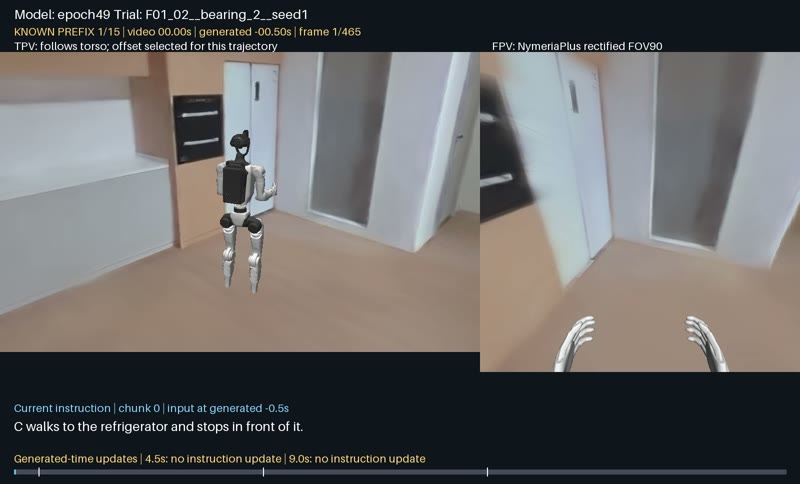 Model: epoch49 Trial: F01_02__bearing_2__seed1
KNOWN PREFIX 1/15 | video 00.00s | generated -00.50s | frame 1/465
TPV: follows torso; offset selected for this trajectory
FPV: NymeriaPlus rectified FOV90
Current instruction | chunk 0 | input at generated -0.5s
C walks to the refrigerator and stops in front of it.
Generated-time updates | 4.5s: no instruction update | 9.0s: no instruction update